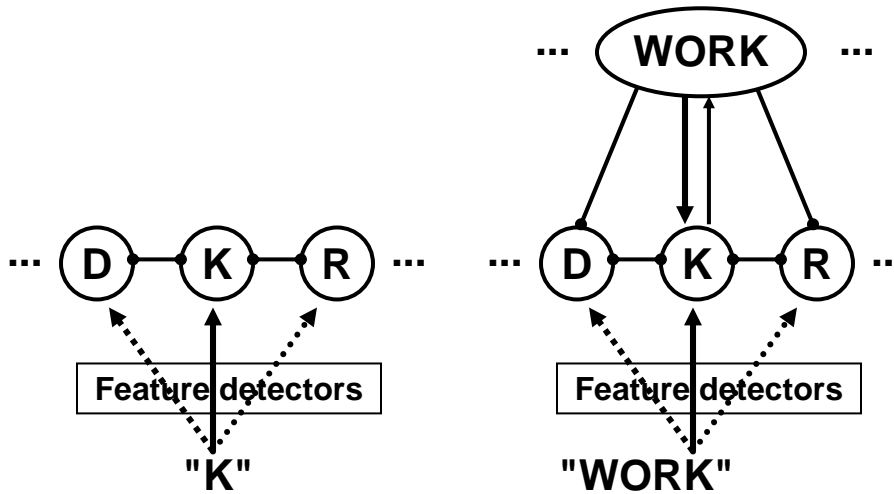 ... WORK ...
... D K R ... ... D K R ..
Feature detectors Feature detectors
"K" "WORK"